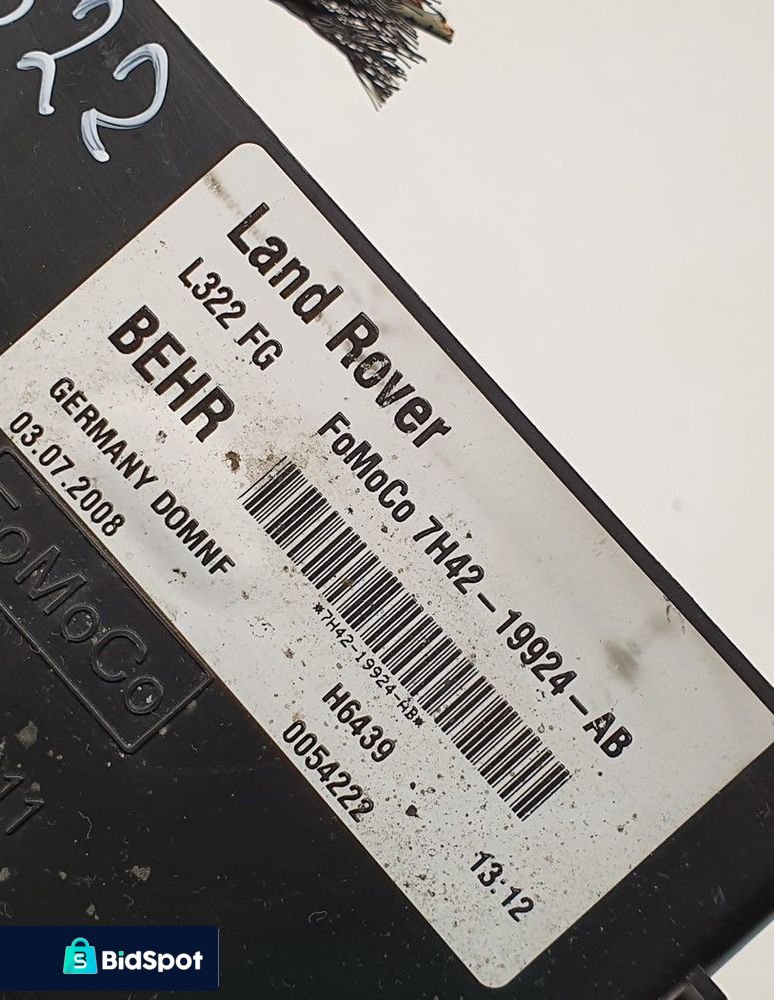 322
Land Rover
L322 FG
FoMoCo 7H42-19924-AB
BEHR
*7H42-19924-AB*
GERMANY DOMNF
03.07.2008
H6439
0054222
13:12
FoMoCo
11
BidSpot